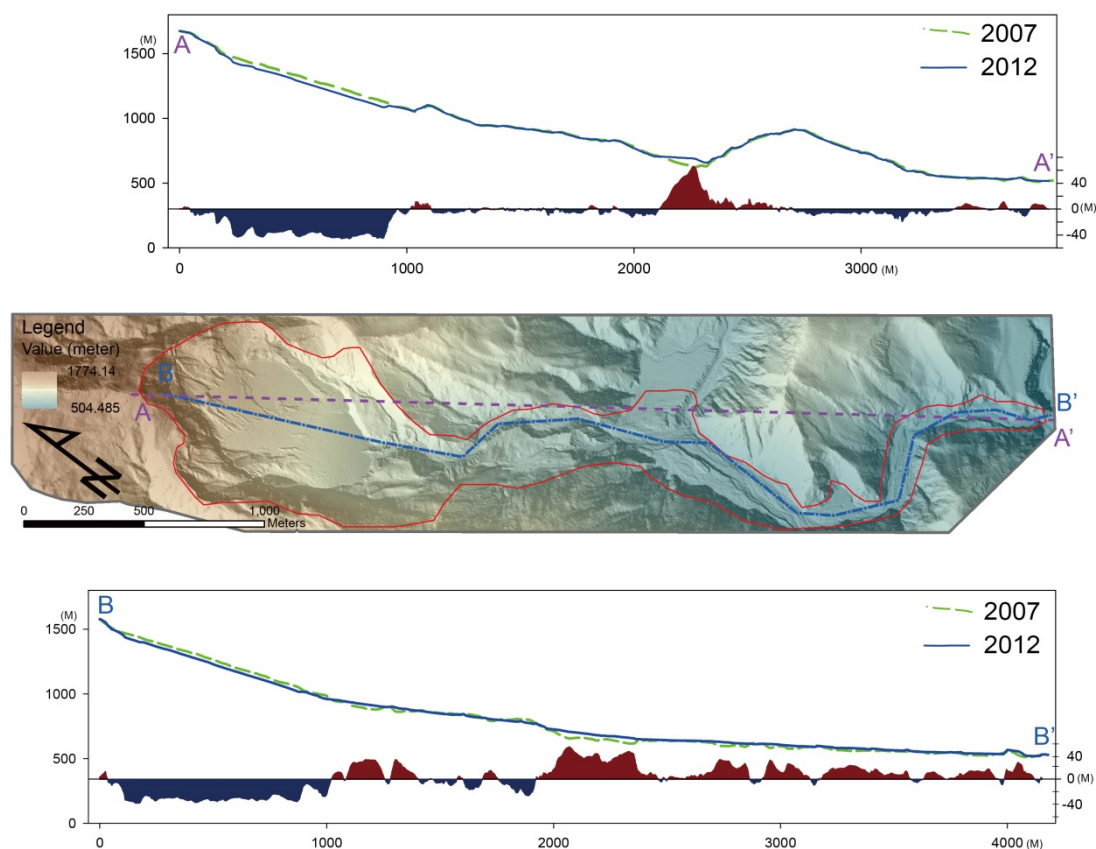 (M)
A
1500
1000
500
0
2007
2012
A'
40
0 (M)
-40
0 1000 2000 3000 (M)
Legend
Value (meter)
1774.14
504.485
B
A
N
B'
A'
0 250 500 1,000
Meters
(M)
B
1500
1000
500
0
2007
2012
B'
40
0 (M)
-40
0 1000 2000 3000 4000 (M)